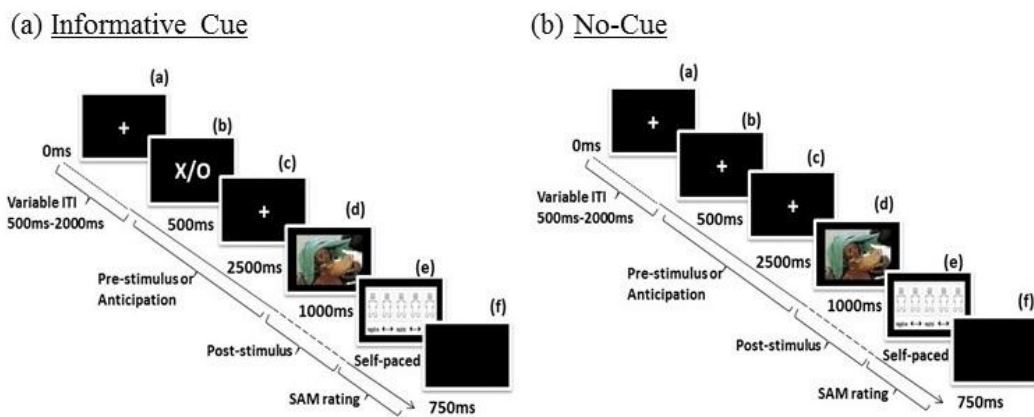 (a) Informative Cue
(a)
+
0ms
(b)
X/O
Variable ITI
500ms-2000ms
500ms
(c)
+
Pre-stimulus or
Anticipation
2500ms
(d)
1000ms
(e)
Post-stimulus
Self-paced
(f)
SAM rating
750ms
(b) No-Cue
(a)
+
0ms
(b)
+
Variable ITI
500ms-2000ms
500ms
(c)
+
Pre-stimulus or
Anticipation
2500ms
(d)
1000ms
(e)
Post-stimulus
Self-paced
(f)
SAM rating
750ms